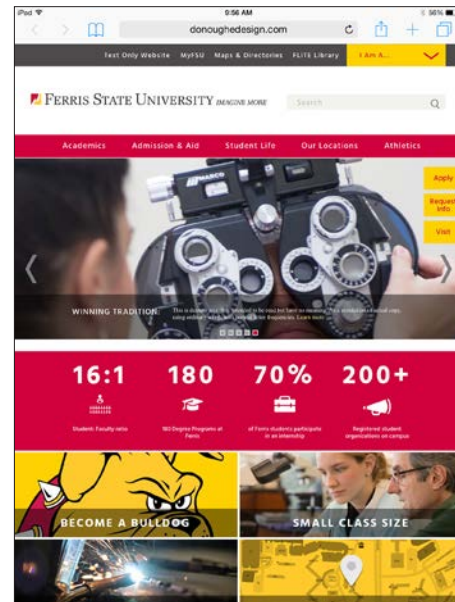 iPad 9:56 AM 56%
donoughedesign.com
Text Only Website MyFSU Maps & Directories FLITE Library I Am A...
FERRIS STATE UNIVERSITY IMAGINE MORE Search
Academics Admission & Aid Student Life Our Locations Athletics
MARCO
Apply
Request
Info
Visit
WINNING TRADITION
Learn more
16:1 180 70% 200+
Student: Faculty ratio 180 Degree Programs at of Ferris students participate Registered student
Ferris in an internship organizations on campus
BECOME A BULLDOG SMALL CLASS SIZE